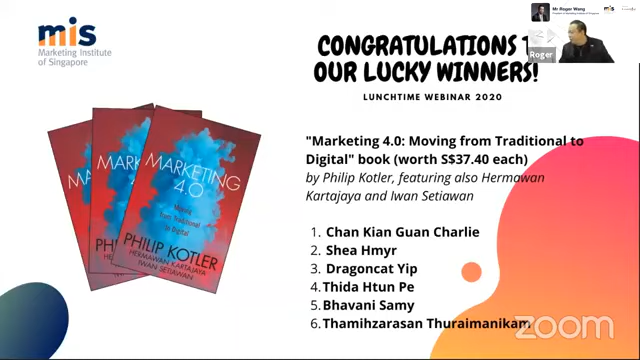 mis
Marketing Institute
of Singapore
Mr Roger Wang
Roger
CONGRATULATIONS T
OUR LUCKY WINNERS!
LUNCHTIME WEBINAR 2020
"Marketing 4.0: Moving from Traditional to
Digital" book (worth S$37.40 each)
by Philip Kotler, featuring also Hermawan
Kartajaya and Iwan Setiawan
1. Chan Kian Guan Charlie
2. Shea Hmyr
3. Dragoncat Yip
4. Thida Htun Pe
5. Bhavani Samy
6. Thamihzarasan Thuraimanikam
MARKETING
4.0
Moving
from Traditional
to Digital
PHILIP KOTLER
HERMAWAN KARTAJAYA
IWAN SETIAWAN
zoom